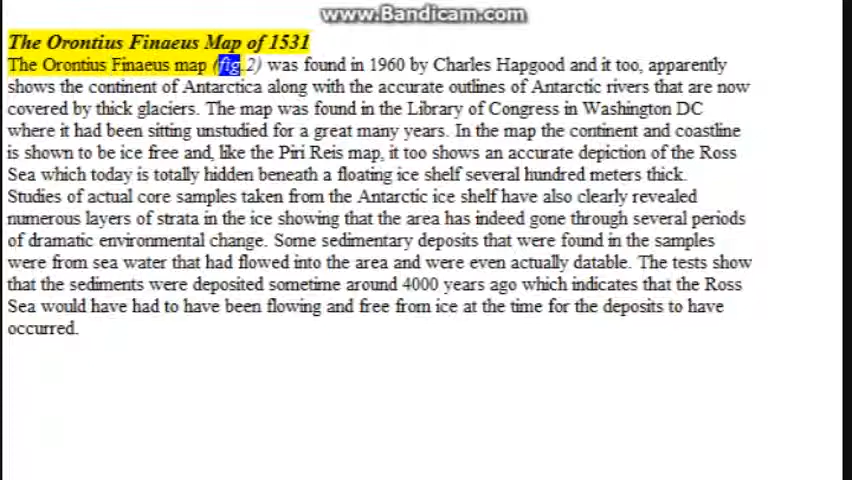 www.Bandicam.com
The Orontius Finaeus Map of 1531
The Orontius Finaeus map (fig.2) was found in 1960 by Charles Hapgood and it too, apparently
shows the continent of Antarctica along with the accurate outlines of Antarctic rivers that are now
covered by thick glaciers. The map was found in the Library of Congress in Washington DC
where it had been sitting unstudied for a great many years. In the map the continent and coastline
is shown to be ice free and, like the Piri Reis map, it too shows an accurate depiction of the Ross
Sea which today is totally hidden beneath a floating ice shelf several hundred meters thick.
Studies of actual core samples taken from the Antarctic ice shelf have also clearly revealed
numerous layers of strata in the ice showing that the area has indeed gone through several periods
of dramatic environmental change. Some sedimentary deposits that were found in the samples
were from sea water that had flowed into the area and were even actually datable. The tests show
that the sediments were deposited sometime around 4000 years ago which indicates that the Ross
Sea would have had to have been flowing and free from ice at the time for the deposits to have
occurred.